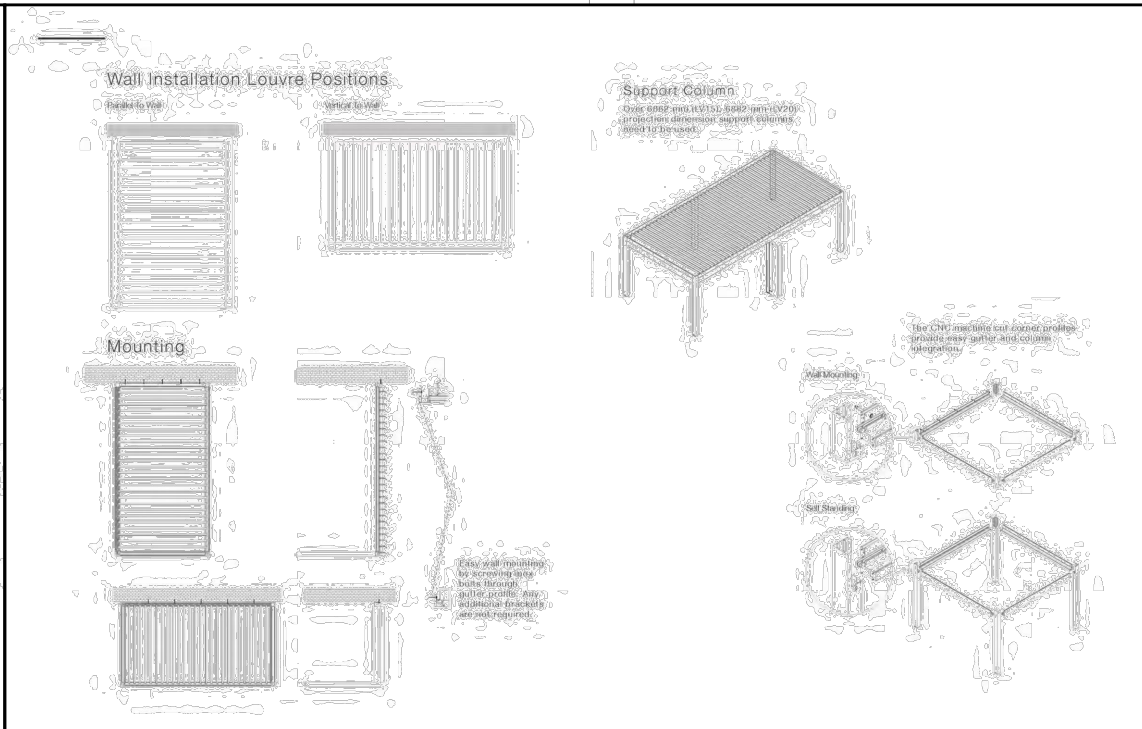 Wall Installation Louvre Positions
Parallel To Wall
Vertical To Wall
Support Column
Over 6862 mm (LV15), 6862 mm (LV20)
projection dimension support columns
need to be used.
Mounting
Easy wall mounting
by screwing inox
bolts through
gutter profile. Any
additional brackets
are not required.
The CNC machine cut corner profiles
provide easy gutter and column
integration.
Wall Mounting
Self Standing